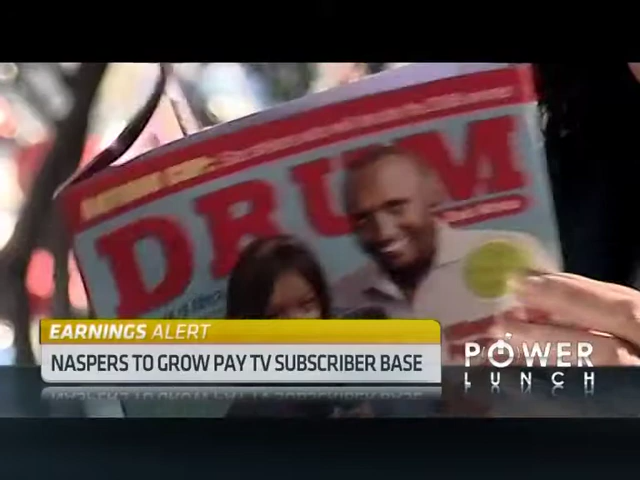 DRUM
EARNINGS ALERT
NASPERS TO GROW PAY TV SUBSCRIBER BASE
POWER
LUNCH